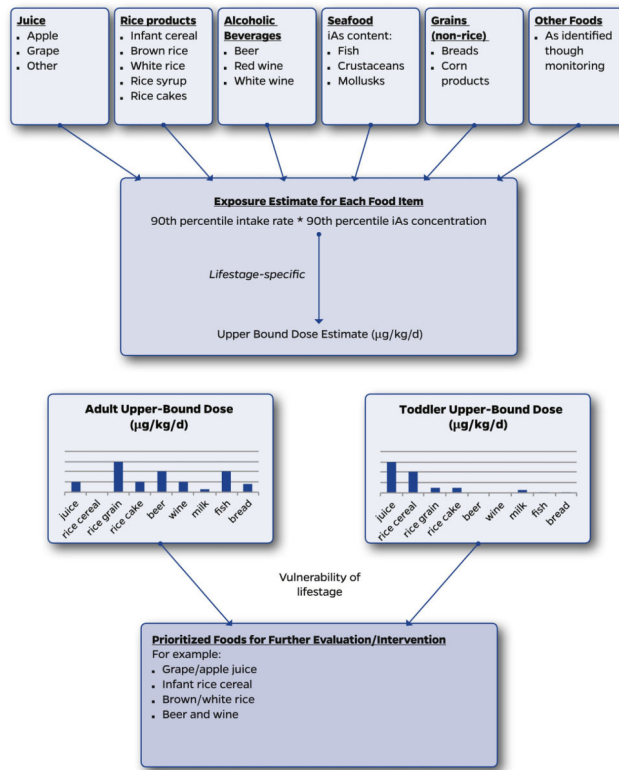 Juice
▪ Apple
▪ Grape
▪ Other
Rice products
▪ Infant cereal
▪ Brown rice
▪ White rice
▪ Rice syrup
▪ Rice cakes
Alcoholic
Beverages
▪ Beer
▪ Red wine
▪ White wine
Seafood
iAs content:
▪ Fish
▪ Crustaceans
▪ Mollusks
Grains
(non-rice)
▪ Breads
▪ Corn
products
Other Foods
▪ As identified
though
monitoring
Exposure Estimate for Each Food Item
90th percentile intake rate * 90th percentile iAs concentration
Lifestage-specific
Upper Bound Dose Estimate (µg/kg/d)
Adult Upper-Bound Dose
(µg/kg/d)
juice
rice cereal
rice grain
rice cake
beer
wine
milk
fish
bread
Toddler Upper-Bound Dose
(µg/kg/d)
juice
rice cereal
rice grain
rice cake
beer
wine
milk
fish
bread
Vulnerability of
lifestage
Prioritized Foods for Further Evaluation/Intervention
For example:
▪ Grape/apple juice
▪ Infant rice cereal
▪ Brown/white rice
▪ Beer and wine